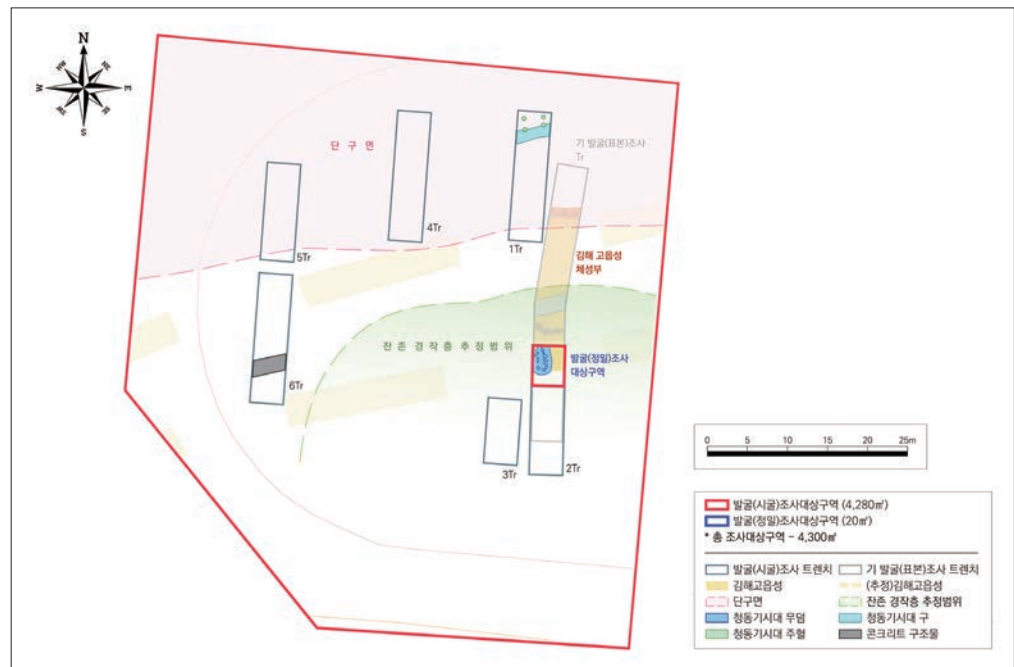 N
NW
NE
W
E
SW
SE
S
단 구 면
기 발굴(표본)조사
Tr
4Tr
1Tr
5Tr
김해 고읍성
체성부
잔존 경작층 추정범위
발굴(정밀)조사
대상구역
6Tr
3Tr
2Tr
0 5 10 15 20 25m
발굴(시굴)조사대상구역 (4,280㎡)
발굴(정밀)조사대상구역 (20㎡)
* 총 조사대상구역 - 4,300㎡
발굴(시굴)조사 트렌치 기 발굴(표본)조사 트렌치
김해고읍성 (추정)김해고읍성
단구면 잔존 경작층 추정범위
청동기시대 무덤 청동기시대 구
청동기시대 주혈 콘크리트 구조물